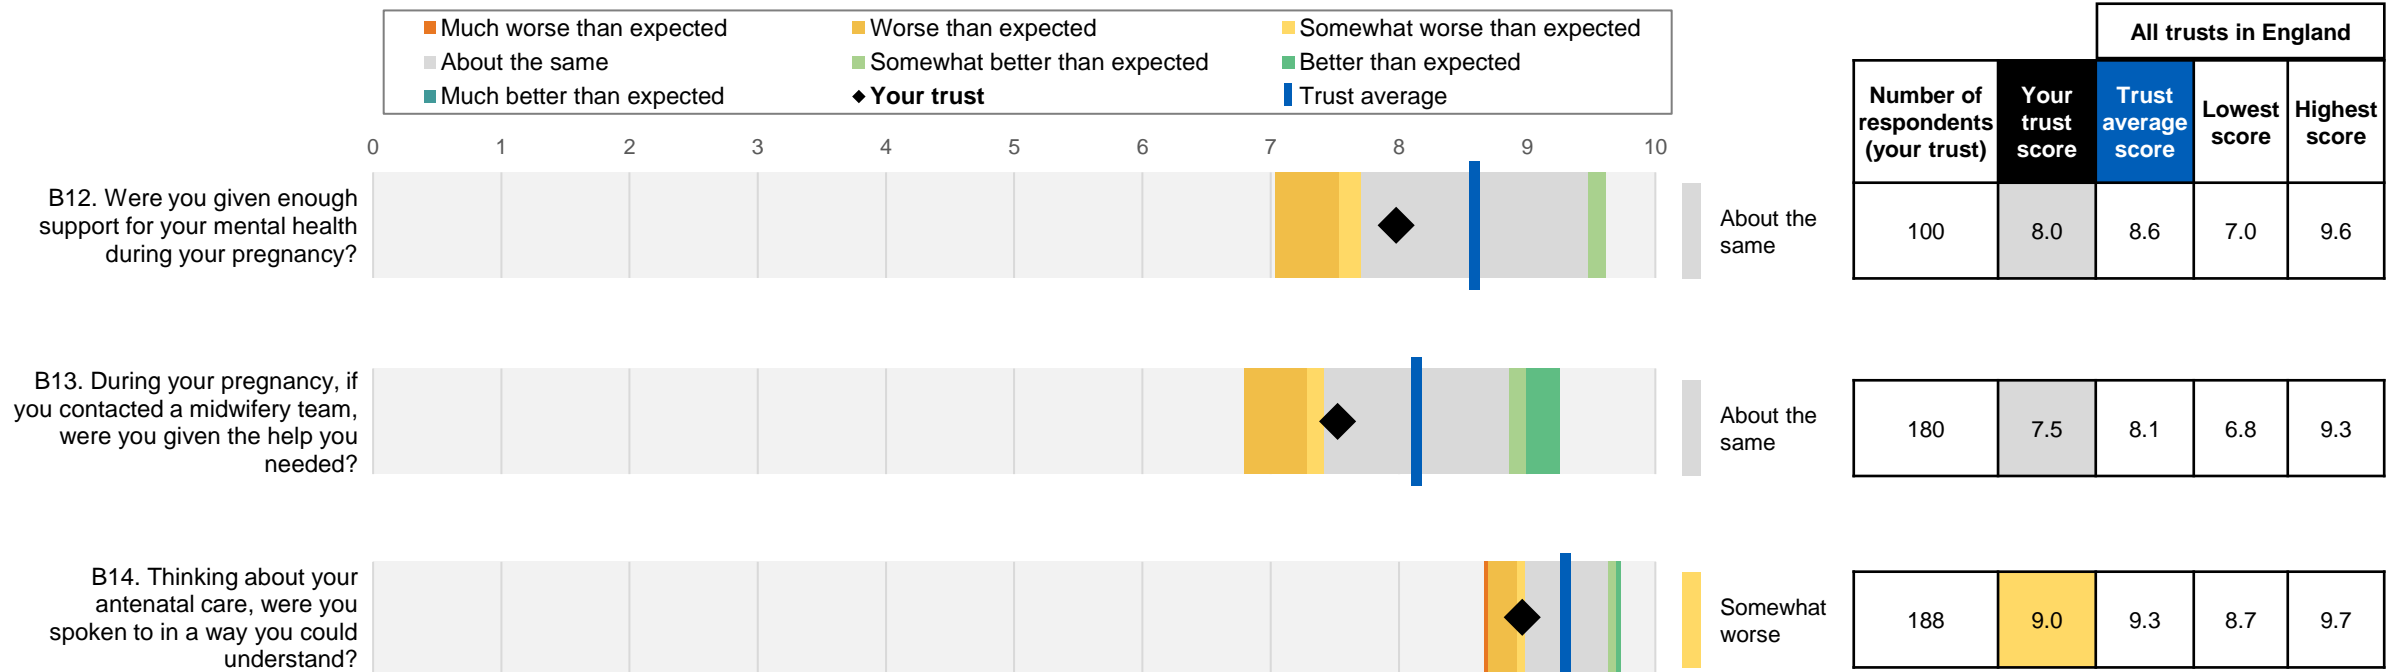 Much worse than expected
Worse than expected
Somewhat worse than expected
About the same
Somewhat better than expected
Better than expected
Much better than expected
Your trust
Trust average
All trusts in England
Number of
respondents
(your trust)
Your
trust
score
Trust
average
score
Lowest
score
Highest
score
0 1 2 3 4 5 6 7 8 9 10
B12. Were you given enough
support for your mental health
during your pregnancy?
About the
same
100 8.0 8.6 7.0 9.6
B13. During your pregnancy, if
you contacted a midwifery team,
were you given the help you
needed?
About the
same
180 7.5 8.1 6.8 9.3
B14. Thinking about your
antenatal care, were you
spoken to in a way you could
understand?
Somewhat
worse
188 9.0 9.3 8.7 9.7